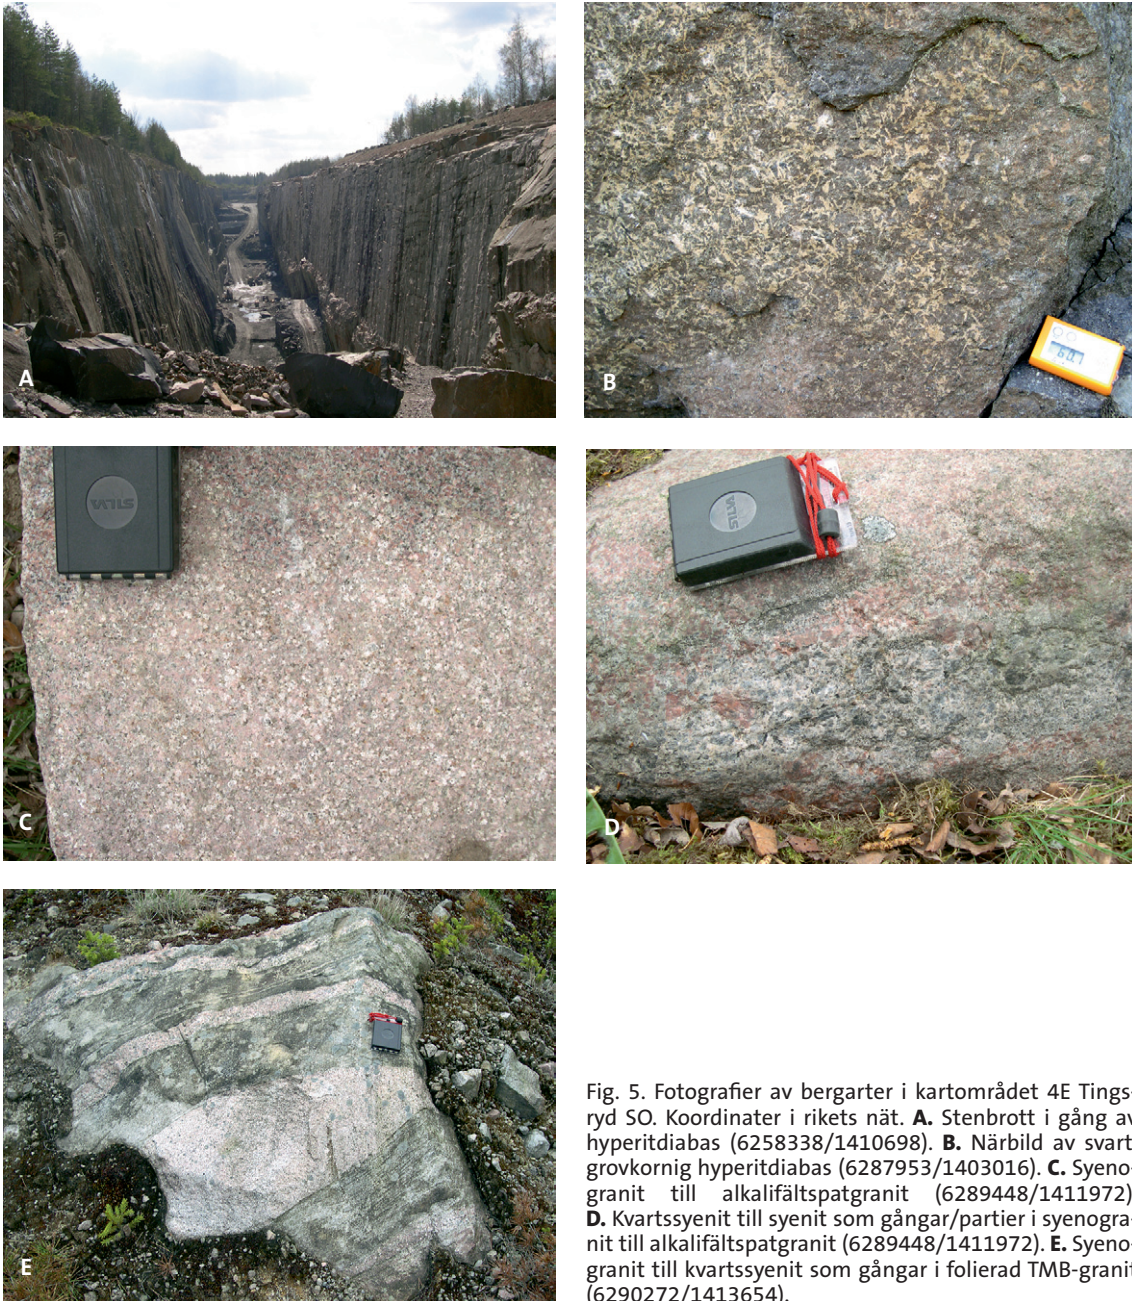 A
B
60.1
SILVA
C
SILVA
D
E
Fig. 5. Fotografier av bergarter i kartområdet 4E Tings-
ryd SO. Koordinater i rikets nät. A. Stenbrott i gång av
hyperitdiabas (6258338/1410698). B. Närbild av svart
grovkornig hyperitdiabas (6287953/1403016). C. Syeno-
granit till alkalifältspatgranit (6289448/1411972)
D. Kvartssyenit till syenit som gångar/partier i syenogra-
nit till alkalifältspatgranit (6289448/1411972). E. Syeno-
granit till kvartssyenit som gångar i folierad TMB-granit
(6290272/1413654).